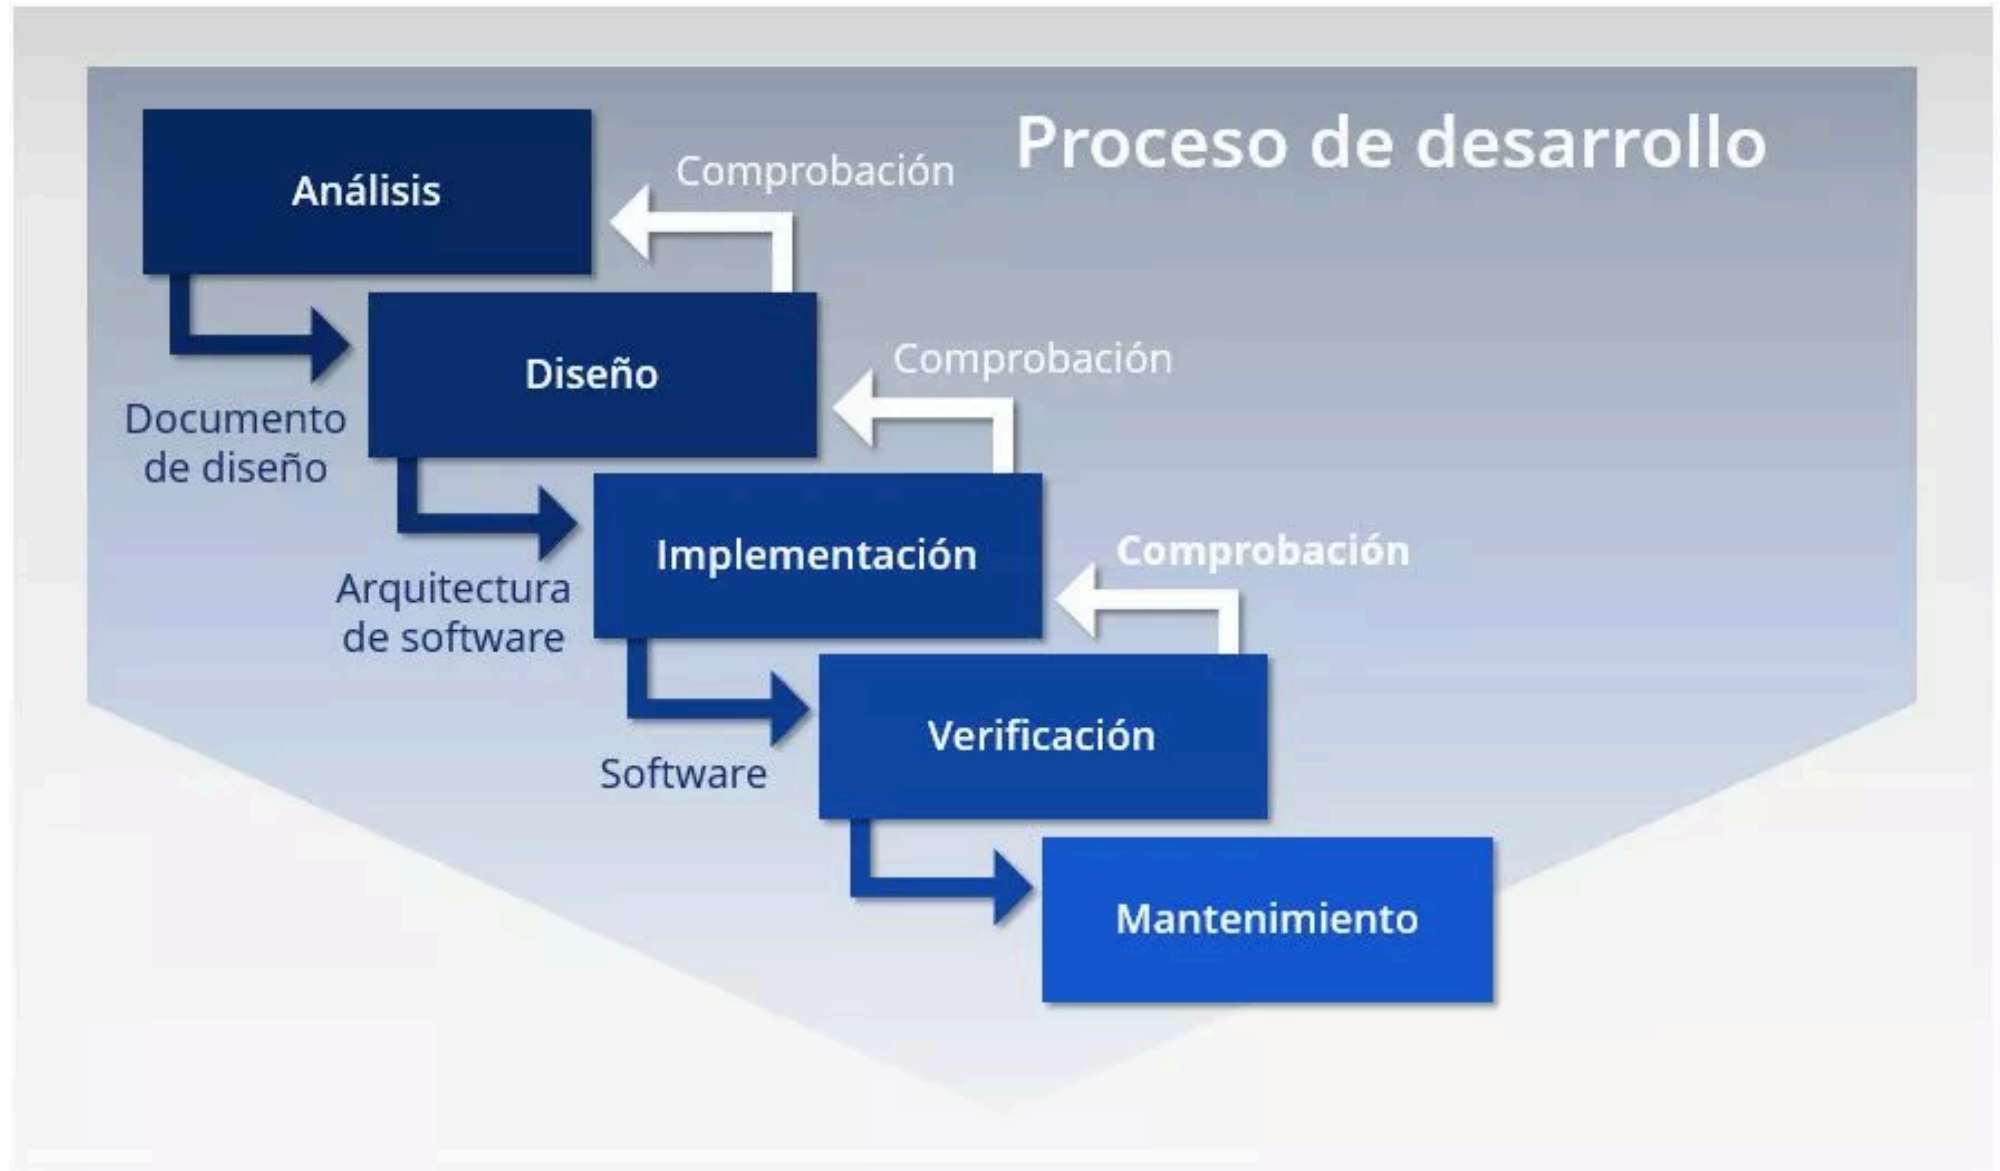 Proceso de desarrollo
Análisis
Comprobación
Diseño
Documento
de diseño
Comprobación
Implementación
Arquitectura
de software
Comprobación
Verificación
Software
Mantenimiento